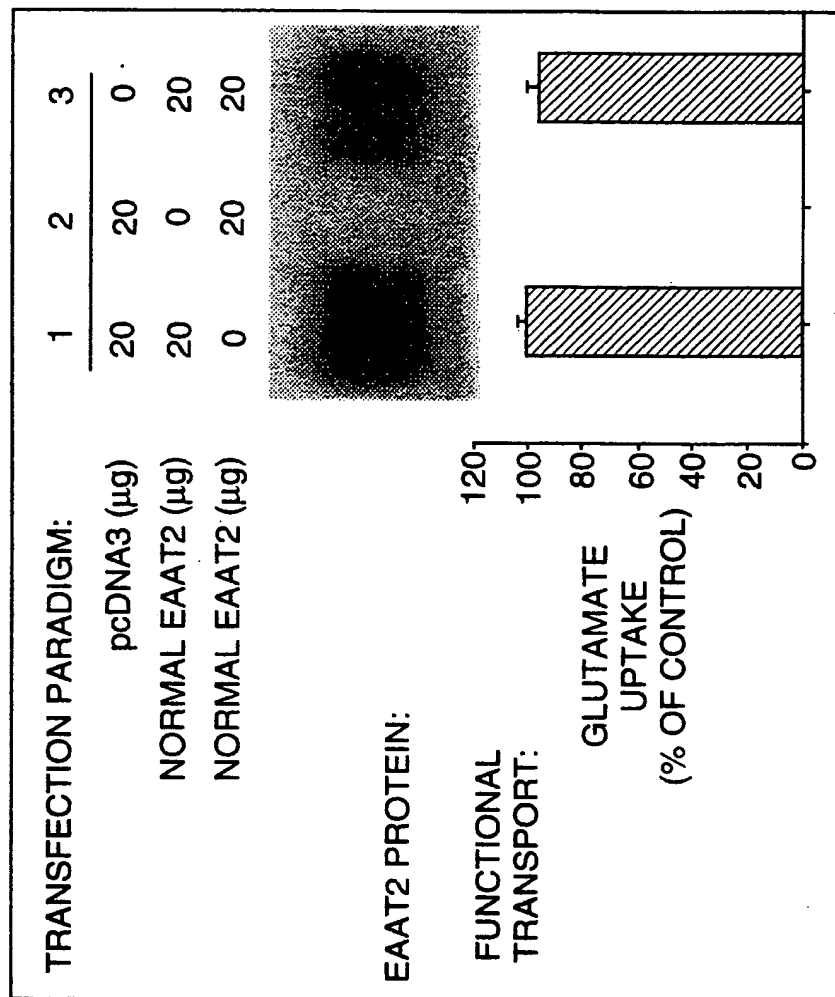 TRANSFECTION PARADIGM: 1 2 3
pcDNA3 (µg) 20 20 0
NORMAL EAAT2 (µg) 20 0 20
NORMAL EAAT2 (µg) 0 20 20
EAAT2 PROTEIN:
FUNCTIONAL
TRANSPORT:
GLUTAMATE
UPTAKE
(% OF CONTROL)
120
100
80
60
40
20
0